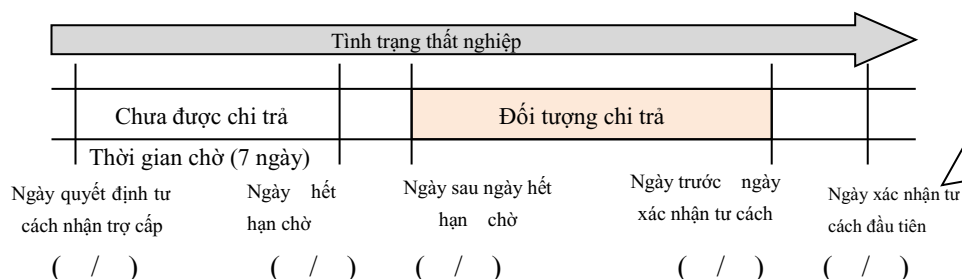 Tình trạng thất nghiệp
Chưa được chi trả
Đối tượng chi trả
Thời gian chờ (7 ngày)
Ngày quyết định tư
cách nhận trợ cấp
Ngày hết
hạn chờ
Ngày sau ngày hết
hạn chờ
Ngày trước ngày
xác nhận tư cách
Ngày xác nhận tư
cách đầu tiên
( / )
( / )
( / )
( / )
( / )